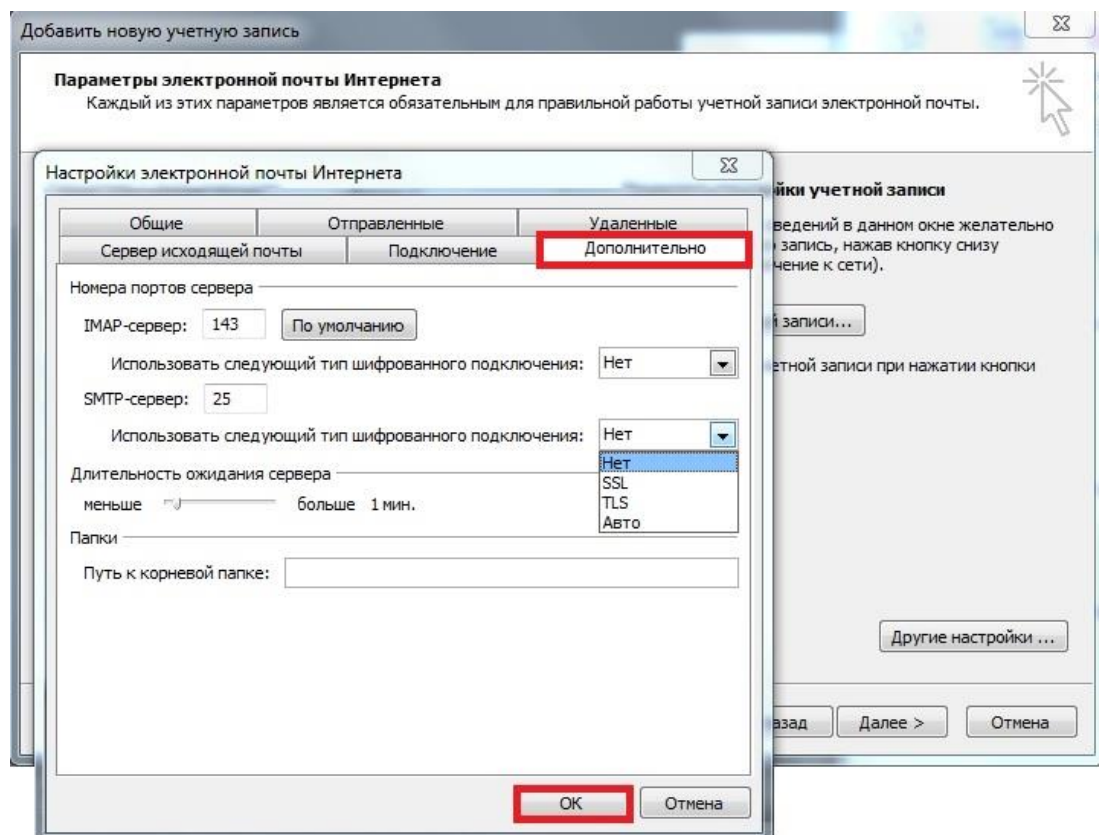 Добавить новую учетную запись
Параметры электронной почты Интернета
Каждый из этих параметров является обязательным для правильной работы учетной записи электронной почты.
Настройки электронной почты Интернета
йки учетной записи
Общие Отправленные Удаленные
ведений в данном окне желательно
Сервер исходящей почты Подключение Дополнительно
запись, нажав кнопку снизу
чение к сети).
Номера портов сервера
IMAP-сервер: 143 По умолчанию
й записи...
Использовать следующий тип шифрованного подключения: Нет
етной записи при нажатии кнопки
SMTP-сервер: 25
Использовать следующий тип шифрованного подключения: Нет
Нет
SSL
TLS
Авто
Длительность ожидания сервера
меньше больше 1 мин.
Папки
Путь к корневой папке:
Другие настройки ...
азад Далее > Отмена
ОК Отмена